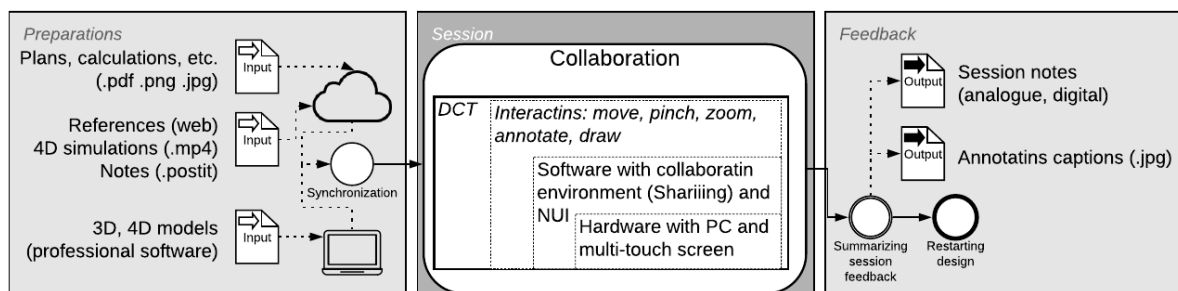 Preparations
Plans, calculations, etc.
(.pdf .png .jpg)
Input
References (web)
4D simulations (.mp4)
Notes (.postit)
Input
Synchronization
3D, 4D models
(professional software)
Input
Session
Collaboration
DCT
Interactins: move, pinch, zoom,
annotate, draw
Software with collaboratin
environment (Shariiing) and
NUI
Hardware with PC and
multi-touch screen
Feedback
Output
Session notes
(analogue, digital)
Output
Annotatins captions (.jpg)
Summarizing
session
feedback
Restarting
design